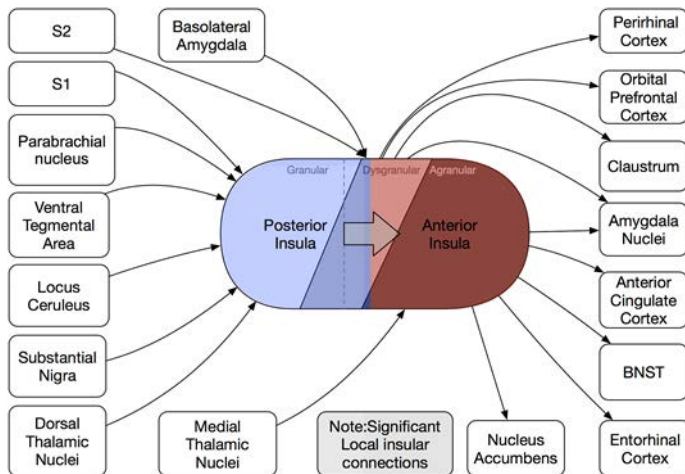 S2
S1
Parabrachial
nucleus
Ventral
Tegmental
Area
Locus
Ceruleus
Substantial
Nigra
Dorsal
Thalamic
Nuclei
Basolateral
Amygdala
Granular
Dysgranular
Agranular
Posterior
Insula
Anterior
Insula
Medial
Thalamic
Nuclei
Note:Significant
Local insular
connections
Nucleus
Accumbens
Perirhinal
Cortex
Orbital
Prefrontal
Cortex
Claustrum
Amygdala
Nuclei
Anterior
Cingulate
Cortex
BNST
Entorhinal
Cortex